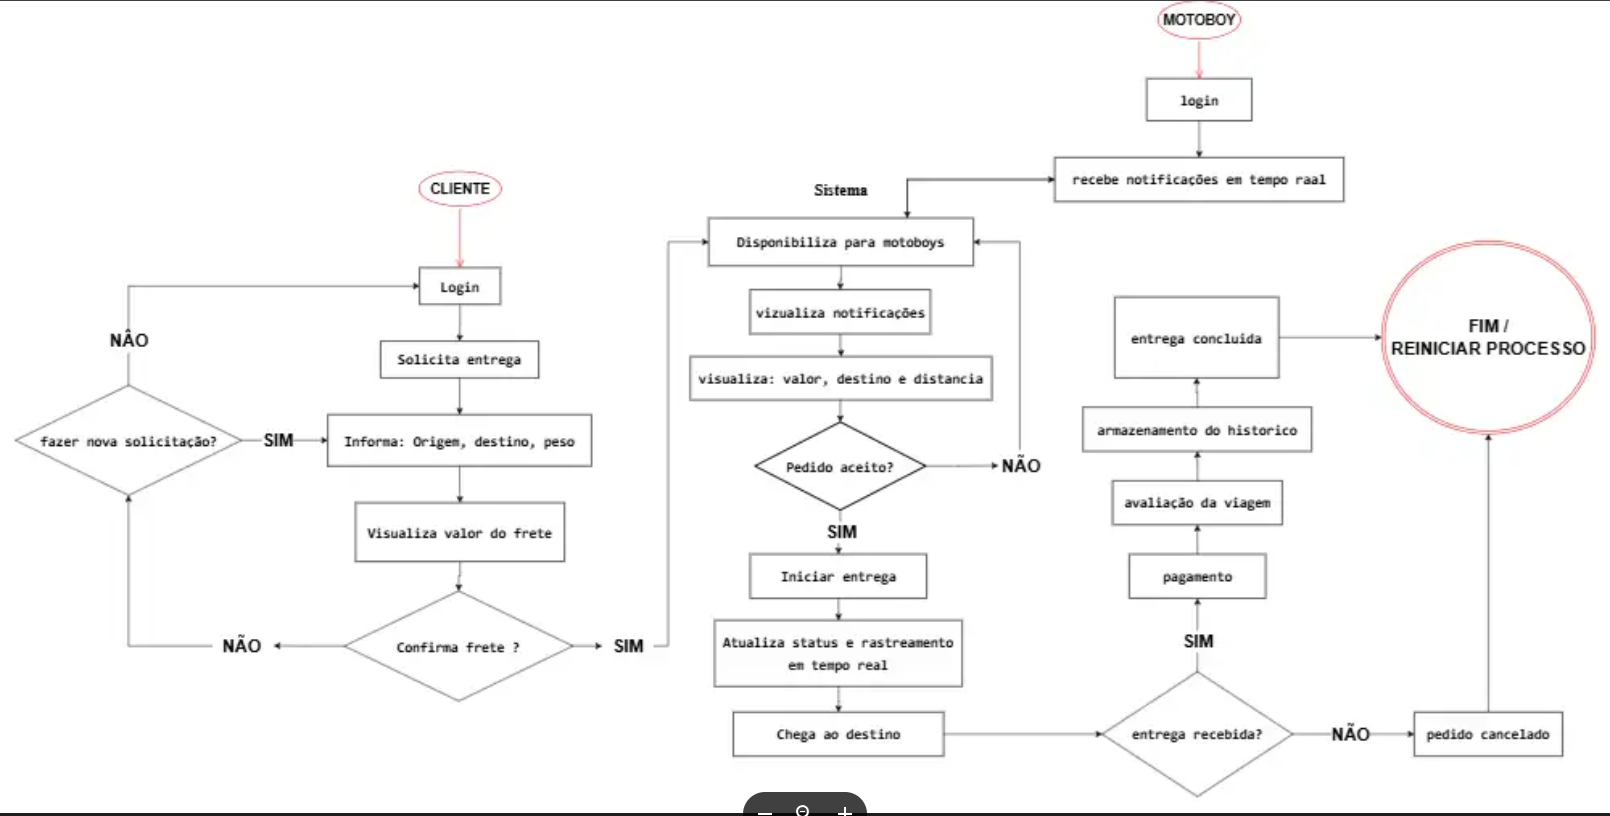 MOTOBOY
login
recebe notificações em tempo raal
Sistema
CLIENTE
Disponibiliza para motoboys
Login
vizualiza notificações
NÂO
Solicita entrega
visualiza: valor, destino e distancia
entrega concluida
FIM /
REINICIAR PROCESSO
fazer nova solicitação?
SIM
Informa: Origem, destino, peso
Pedido aceito?
NÃO
armazenamento do historico
Visualiza valor do frete
SIM
avaliação da viagem
Iniciar entrega
pagamento
NÃO
Confirma frete ?
SIM
Atualiza status e rastreamento
em tempo real
SIM
Chega ao destino
entrega recebida?
NÃO
pedido cancelado